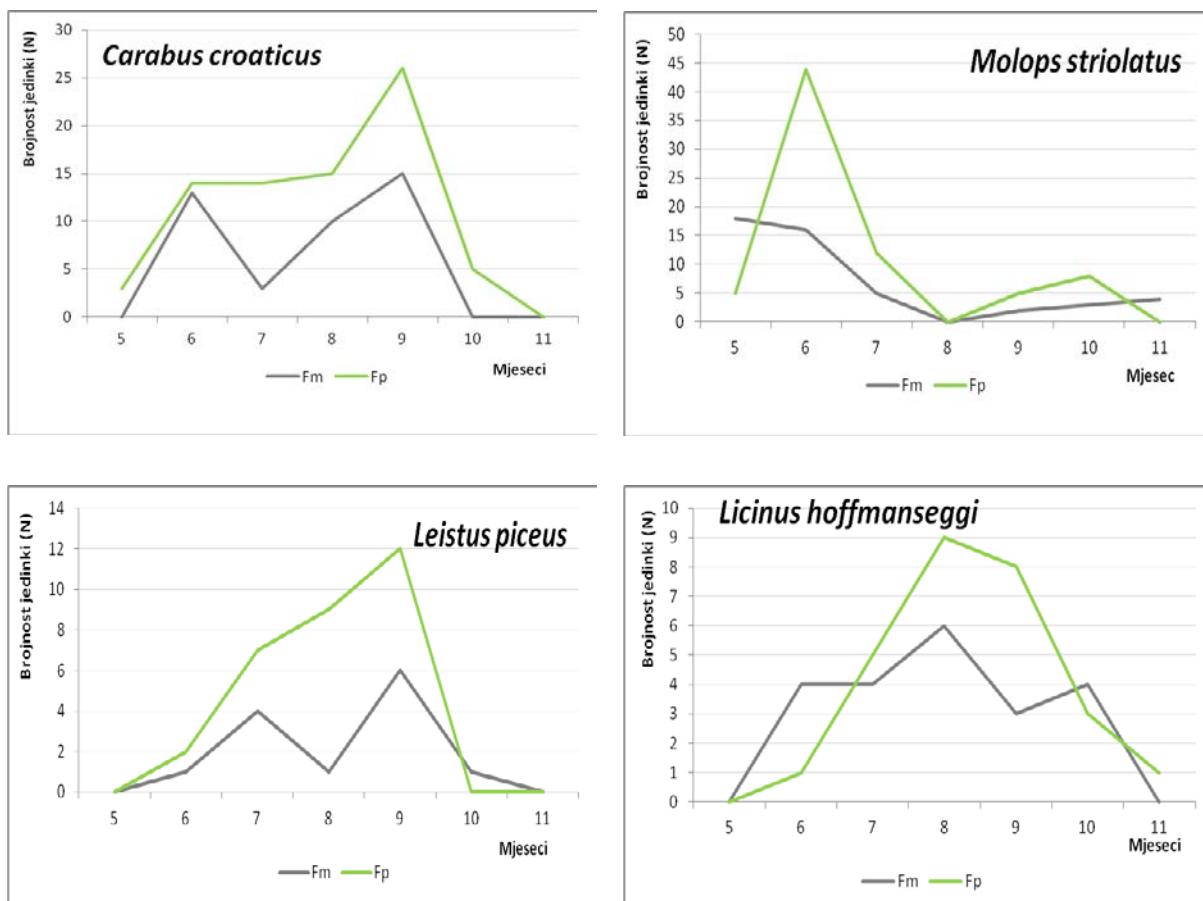 Carabus croaticus
Brojnost jedinki (N)
30
25
20
15
10
5
0
5 6 7 8 9 10 11
Mjeseci
Fm Fp
Molops striolatus
Brojnost jedinki (N)
50
45
40
35
30
25
20
15
10
5
0
5 6 7 8 9 10 11
Mjesec
Fm Fp
Leistus piceus
Brojnost jedinki (N)
14
12
10
8
6
4
2
0
5 6 7 8 9 10 11
Mjeseci
Fm Fp
Licinus hoffmanseggi
Brojnost jedinki (N)
10
9
8
7
6
5
4
3
2
1
0
5 6 7 8 9 10 11
Mjeseci
Fm Fp